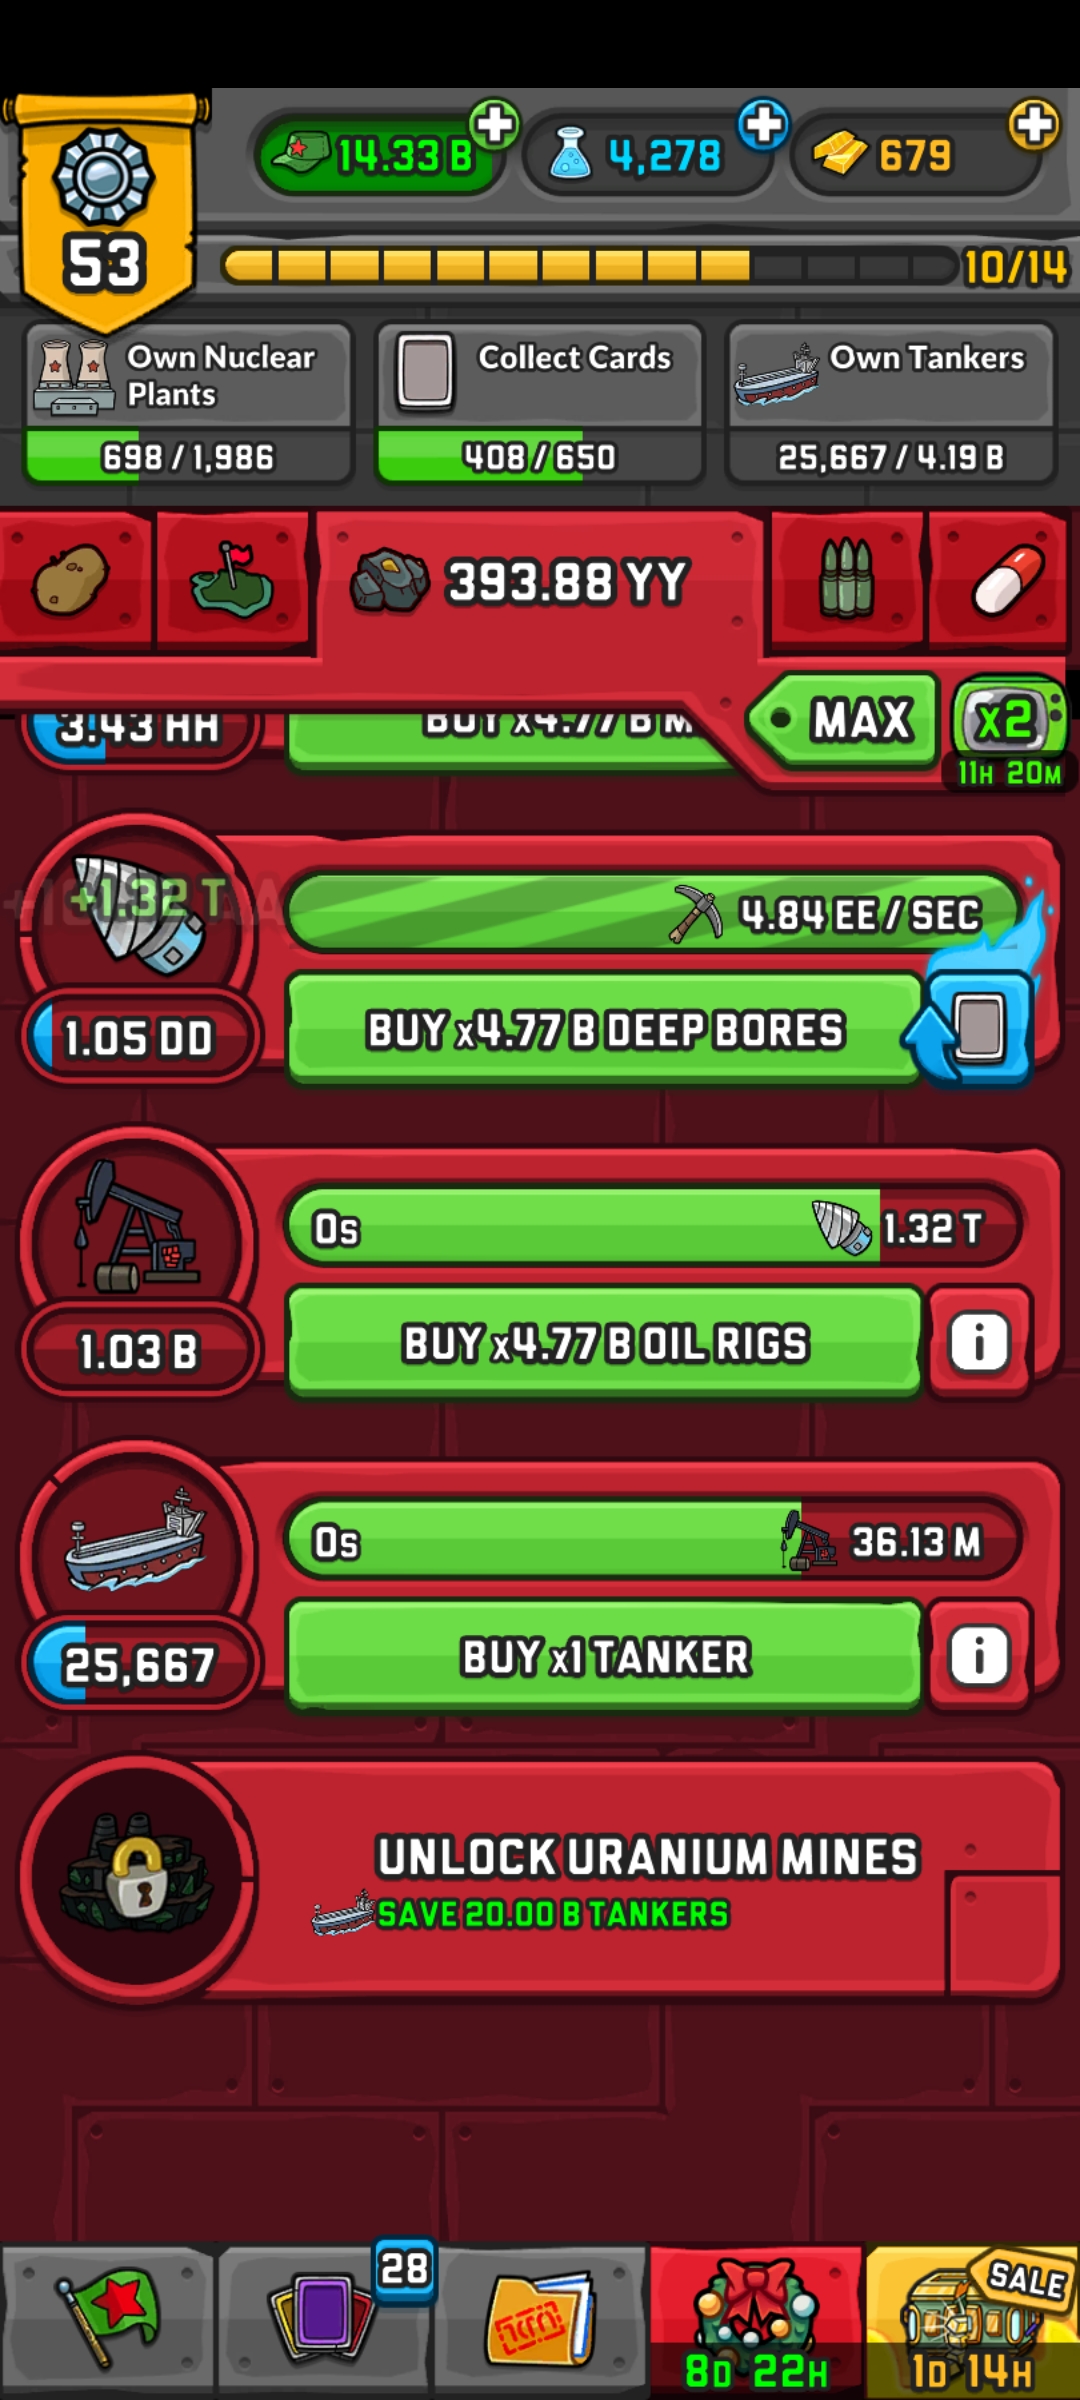 14.33 B
4,278
679
53
10/14
Own Nuclear
Plants
Collect Cards
Own Tankers
698 / 1,986
408 / 650
25,667 / 4.19 B
393.88 YY
MAX
x2
11H 20M
3.43 HH
BUY x4.77 B M
+1.32 T
4.84 EE / SEC
1.05 DD
BUY x4.77 B DEEP BORES
0s
1.32 T
1.03 B
BUY x4.77 B OIL RIGS
i
0s
36.13 M
25,667
BUY x1 TANKER
i
UNLOCK URANIUM MINES
SAVE 20.00 B TANKERS
28
SALE
8D 22H
1D 14H